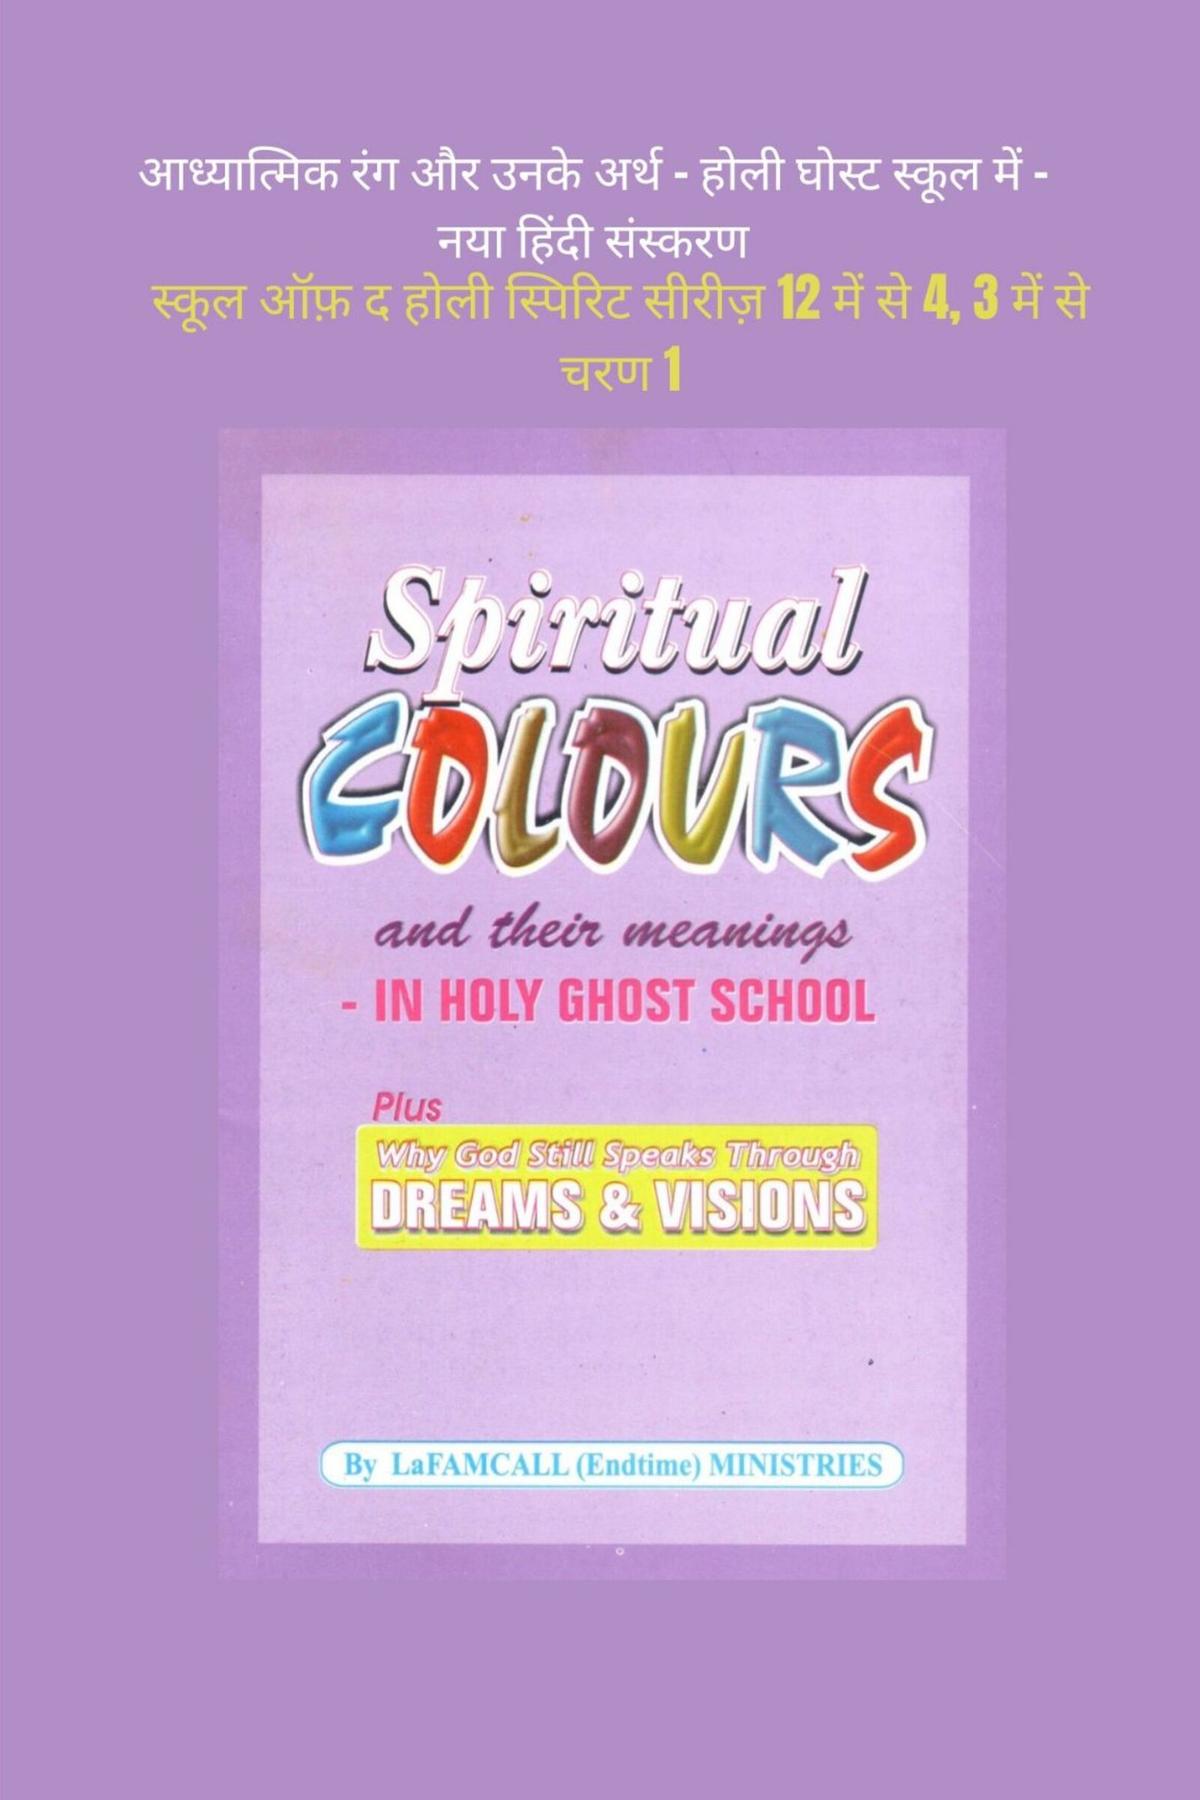 आध्यात्मिक रंग और उनके अर्थ - होली घोस्ट स्कूल में -
नया हिंदी संस्करण
स्कूल ऑफ़ द होली स्पिरिट सीरीज़ 12 में से 4, 3 में से
चरण 1
Spiritual
COLOURS
and their meanings
- IN HOLY GHOST SCHOOL
Plus
Why God Still Speaks Through
DREAMS & VISIONS
By LaFAMCALL (Endtime) MINISTRIES